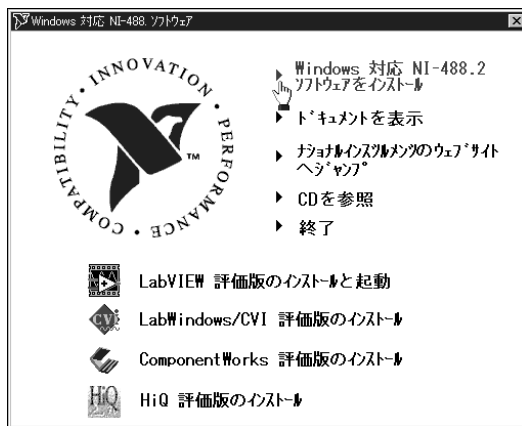 Windows 対応 NI-488. ソフトウェア
INNOVATION • PERFORMANCE • COMPATIBILITY •
TM
Windows 対応 NI-488.2
ソフトウェアをインストール
ドキュメントを表示
ナショナルインスツルメンツのウェブサイト
へジャンプ
CDを参照
終了
LabVIEW 評価版のインストールと起動
CVI
LabWindows/CVI 評価版のインストール
ComponentWorks 評価版のインストール
HiQ
HiQ 評価版のインストール